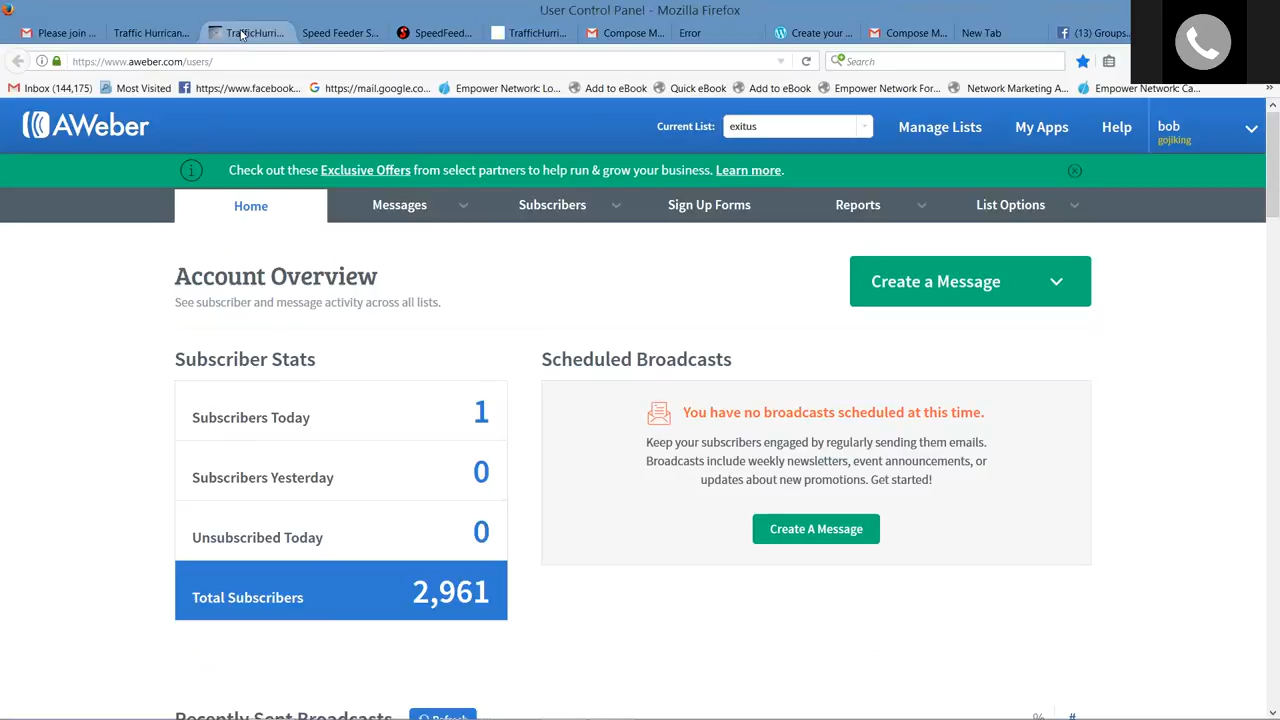 User Control Panel - Mozilla Firefox
Please join ...
Traffic Hurrican...
TrafficHurri...
Speed Feeder S...
SpeedFeed...
TrafficHurri...
Compose M...
Error
Create your ...
Compose M...
New Tab
(13) Groups...
https://www.aweber.com/users/
Search
Inbox (144,175)
Most Visited
https://www.facebook...
https://mail.google.co...
Empower Network: Lo...
Add to eBook
Quick eBook
Add to eBook
Empower Network For...
Network Marketing A...
Empower Network: Ca...
AWeber
Current List:
exitus
Manage Lists
My Apps
Help
bob
gojiking
Check out these Exclusive Offers from select partners to help run & grow your business. Learn more.
Home
Messages
Subscribers
Sign Up Forms
Reports
List Options
Account Overview
See subscriber and message activity across all lists.
Create a Message
Subscriber Stats
Subscribers Today 1
Subscribers Yesterday 0
Unsubscribed Today 0
Total Subscribers 2,961
Scheduled Broadcasts
You have no broadcasts scheduled at this time.
Keep your subscribers engaged by regularly sending them emails.
Broadcasts include weekly newsletters, event announcements, or
updates about new promotions. Get started!
Create A Message
Recently Sent Broadcasts
Refresh
% #